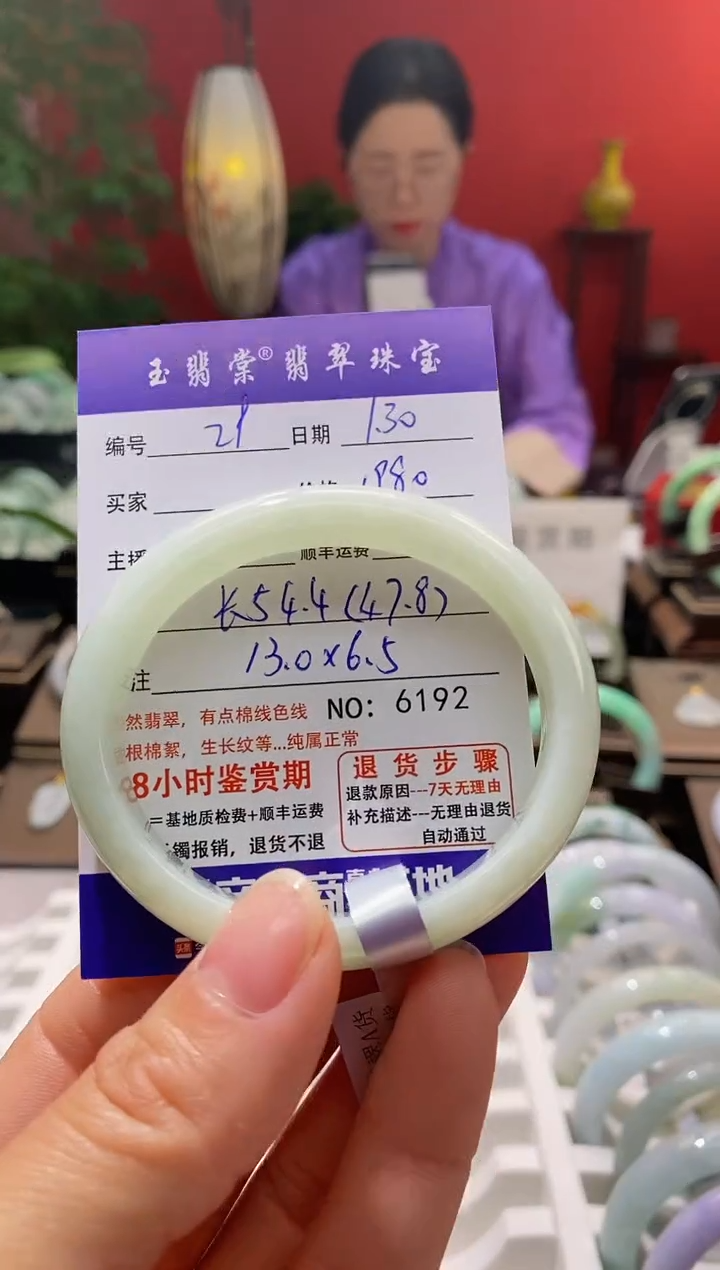 玉翡棠®翡翠珠宝
编号 21 日期 1.30
买家
顺丰运费
长54.4(47.8)
注 13.0×6.5
然翡翠，有点棉线色线 NO: 6192
根棉絮，生长纹等...纯属正常
8小时鉴赏期
=基地质检费+顺丰运费
镯报销，退货不退
退货步骤
退款原因---7天无理由
补充描述---无理由退货
自动通过